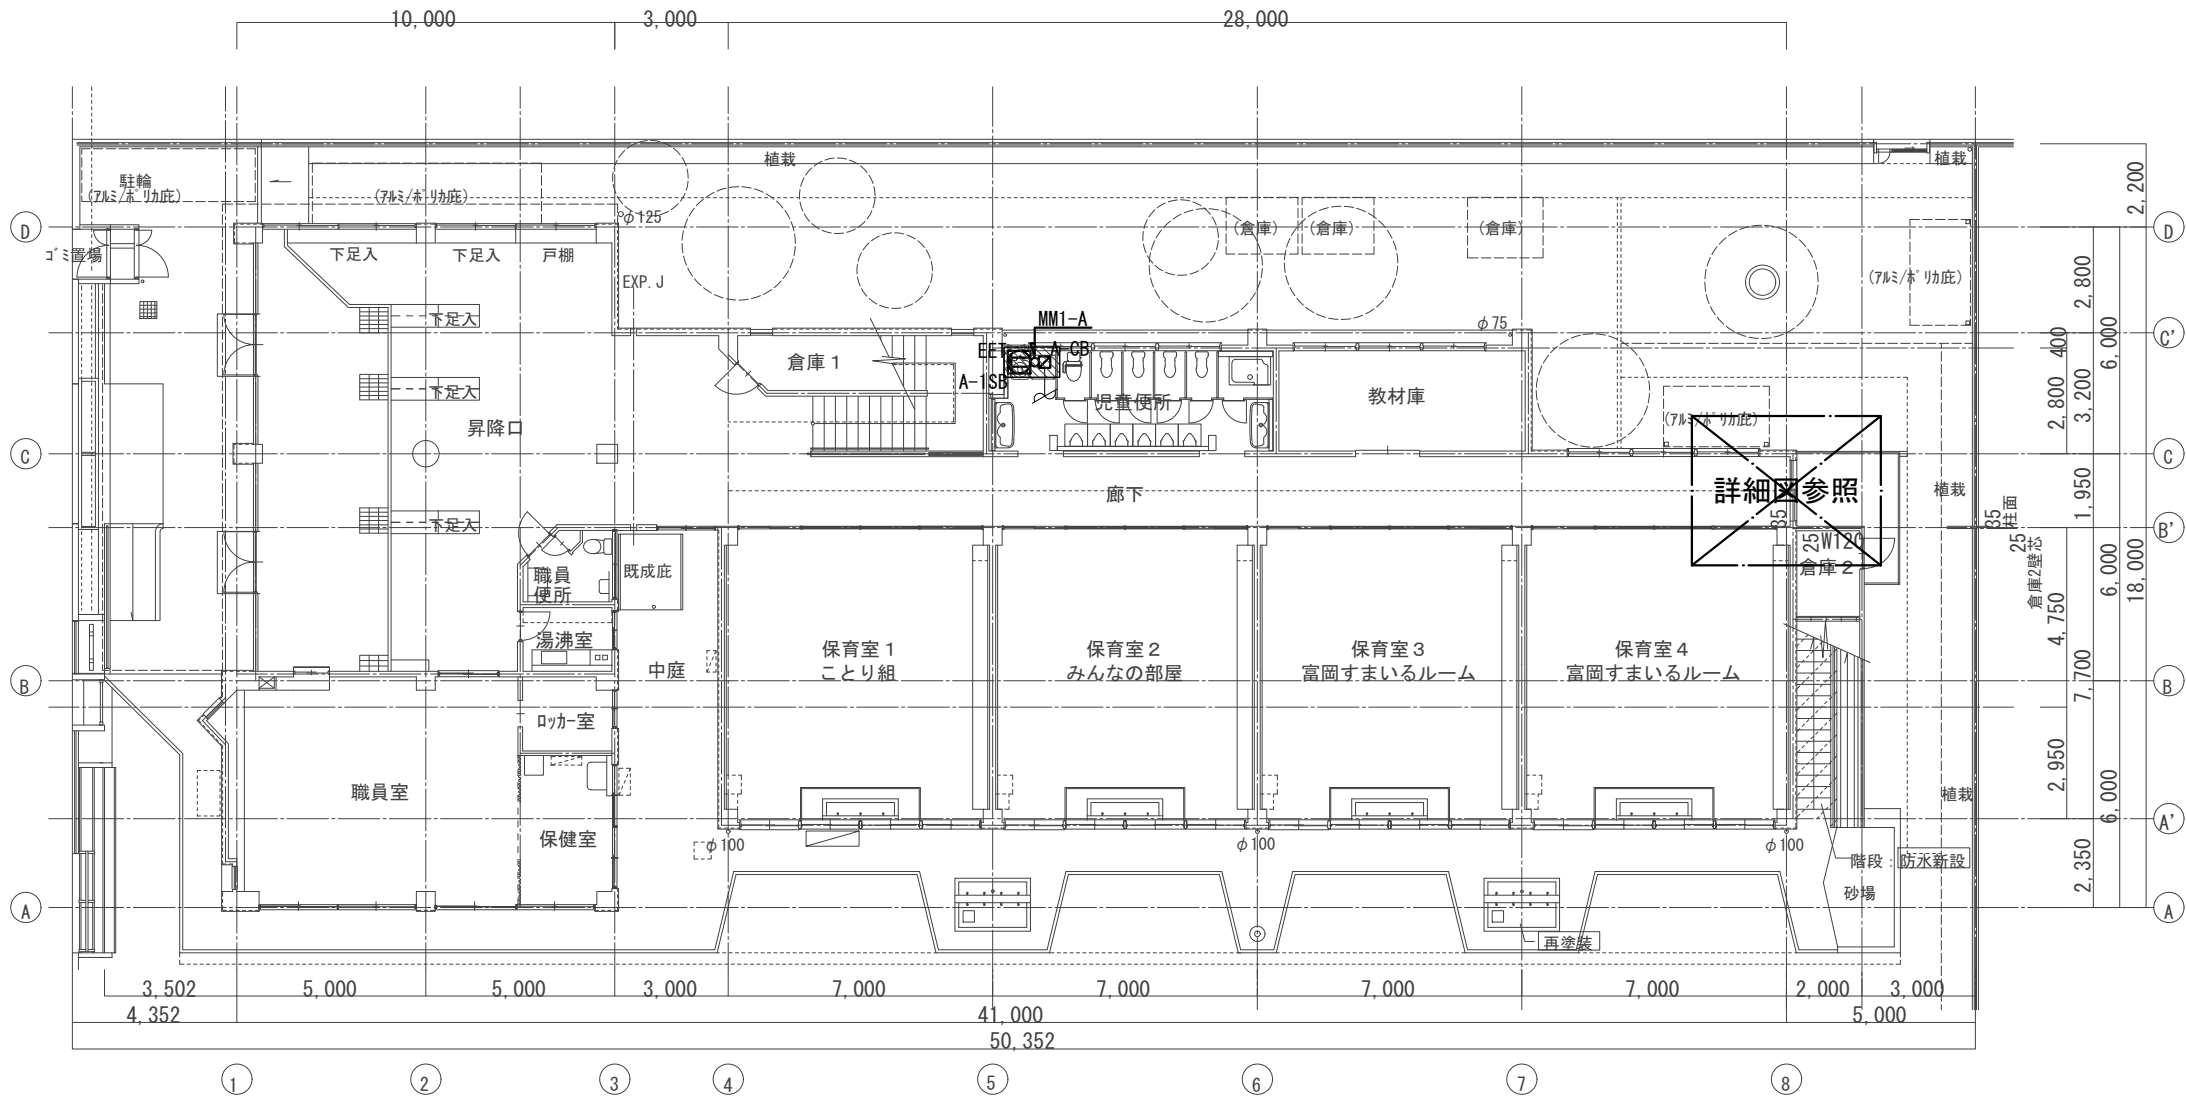 10,000
3,000
28,000
植栽
植栽
駐輪
(アルミ/ポリカ庇)
(アルミ/ポリカ庇)
φ125
2,200
D
D
下足入
下足入
戸棚
(倉庫)
(倉庫)
(倉庫)
ゴミ置場
EXP.J
(アルミ/ポリカ庇)
2,800
MM1-A
φ75
C'
下足入
EET
A-CB
倉庫1
A-1SB
400
6,000
下足入
児童便所
教材庫
(アルミ/ポリカ庇)
2,800
3,200
昇降口
C
C
廊下
詳細図参照
植栽
35
35
柱面
1,950
下足入
B'
25
W120
25
倉庫2壁芯
職員
便所
既成庇
倉庫2
6,000
18,000
4,750
湯沸室
中庭
保育室1
ことり組
保育室2
みんなの部屋
保育室3
富岡すまいるルーム
保育室4
富岡すまいるルーム
B
B
7,700
ロッカー室
2,950
職員室
植栽
6,000
保健室
A'
φ100
φ100
φ100
階段:防水新設
2,350
砂場
A
A
再塗装
3,502
5,000
5,000
3,000
7,000
7,000
7,000
7,000
2,000
3,000
4,352
41,000
5,000
50,352
1
2
3
4
5
6
7
8